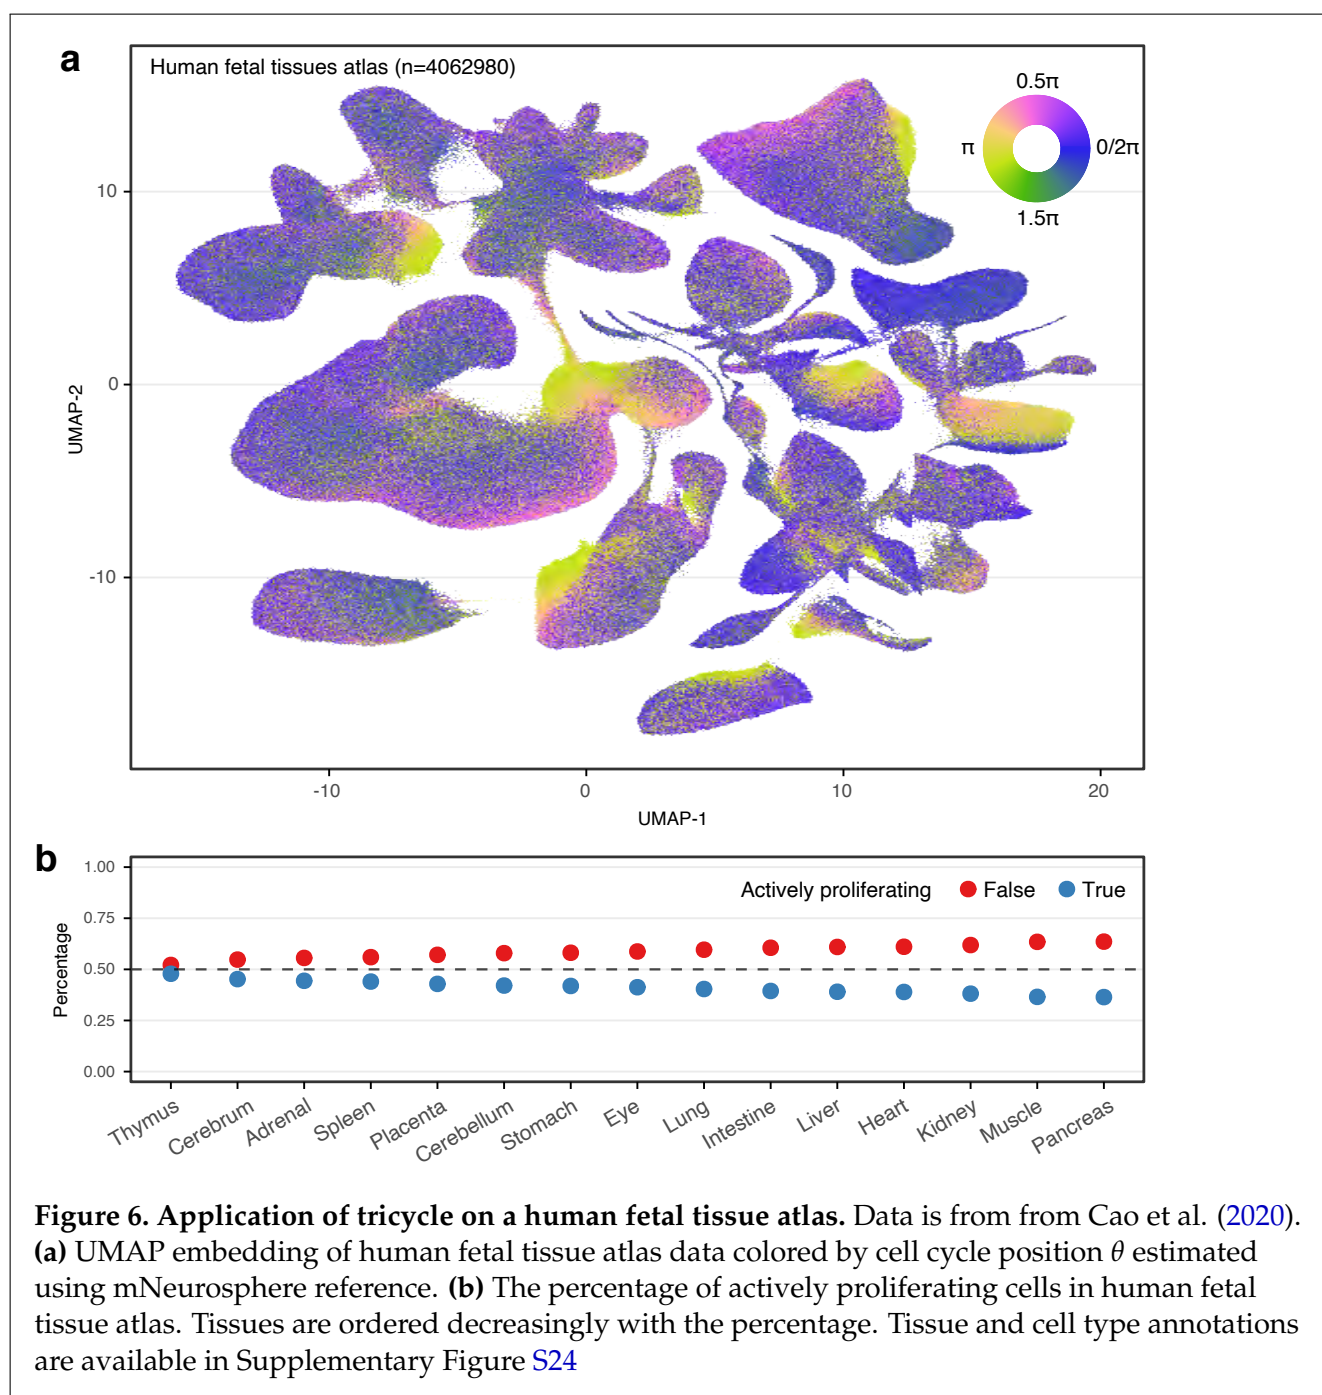 a
Human fetal tissues atlas (n=4062980)
0.5π
π
0/2π
1.5π
10
0
-10
UMAP-2
-10
0
10
20
UMAP-1
b
1.00
0.75
0.50
0.25
0.00
Percentage
Actively proliferating
False
True
Thymus
Cerebrum
Adrenal
Spleen
Placenta
Cerebellum
Stomach
Eye
Lung
Intestine
Liver
Heart
Kidney
Muscle
Pancreas
Figure 6. Application of tricycle on a human fetal tissue atlas. Data is from from Cao et al. (2020).
(a) UMAP embedding of human fetal tissue atlas data colored by cell cycle position θ estimated
using mNeurosphere reference. (b) The percentage of actively proliferating cells in human fetal
tissue atlas. Tissues are ordered decreasingly with the percentage. Tissue and cell type annotations
are available in Supplementary Figure S24